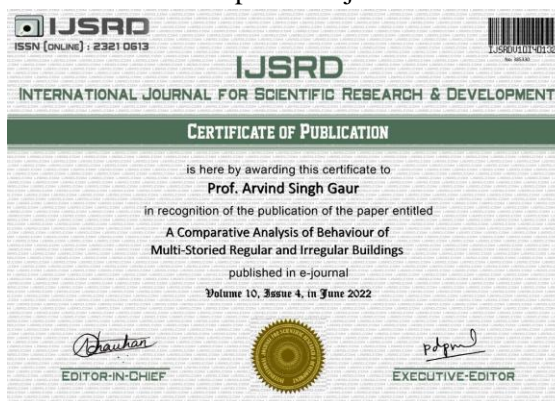 IJSRD
ISSN (ONLINE) : 2321 0613
IJSRDV10I40132
IJSRD
INTERNATIONAL JOURNAL FOR SCIENTIFIC RESEARCH & DEVELOPMENT
CERTIFICATE OF PUBLICATION
is here by awarding this certificate to
Prof. Arvind Singh Gaur
in recognition of the publication of the paper entitled
A Comparative Analysis of Behaviour of
Multi-Storied Regular and Irregular Buildings
published in e-journal
Volume 10, Issue 4, in June 2022
EDITOR-IN-CHIEF
EXECUTIVE-EDITOR